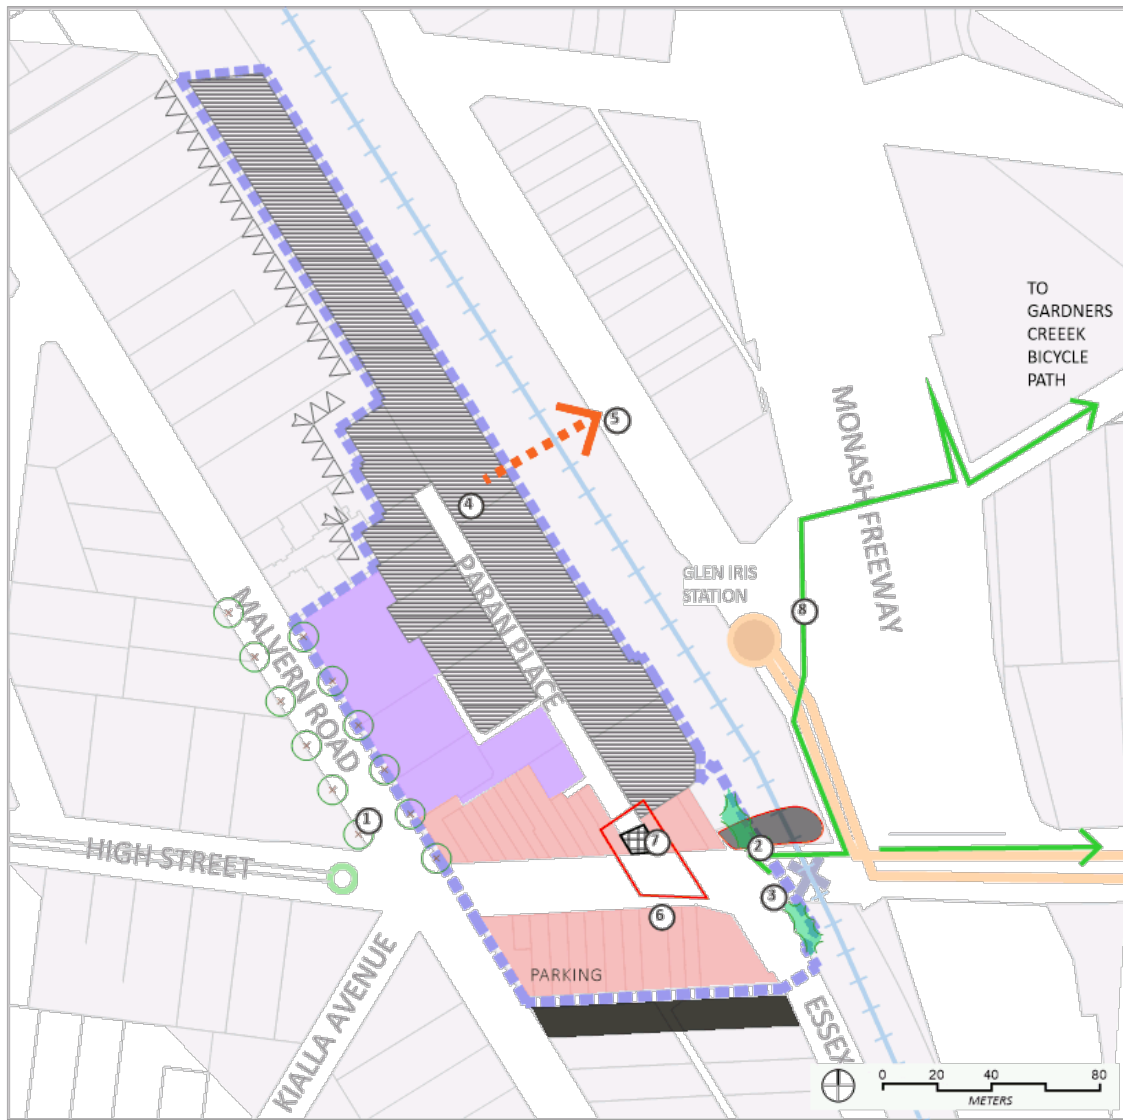 TO
GARDNERS
CREEEK
BICYCLE
PATH
MONASH FREEWAY
5
4
GLEN IRIS
STATION
8
PARAN PLACE
MALVERN ROAD
1
HIGH STREET
7
2
3
6
PARKING
KIALLA AVENUE
ESSEX
0 20 40 80
METERS